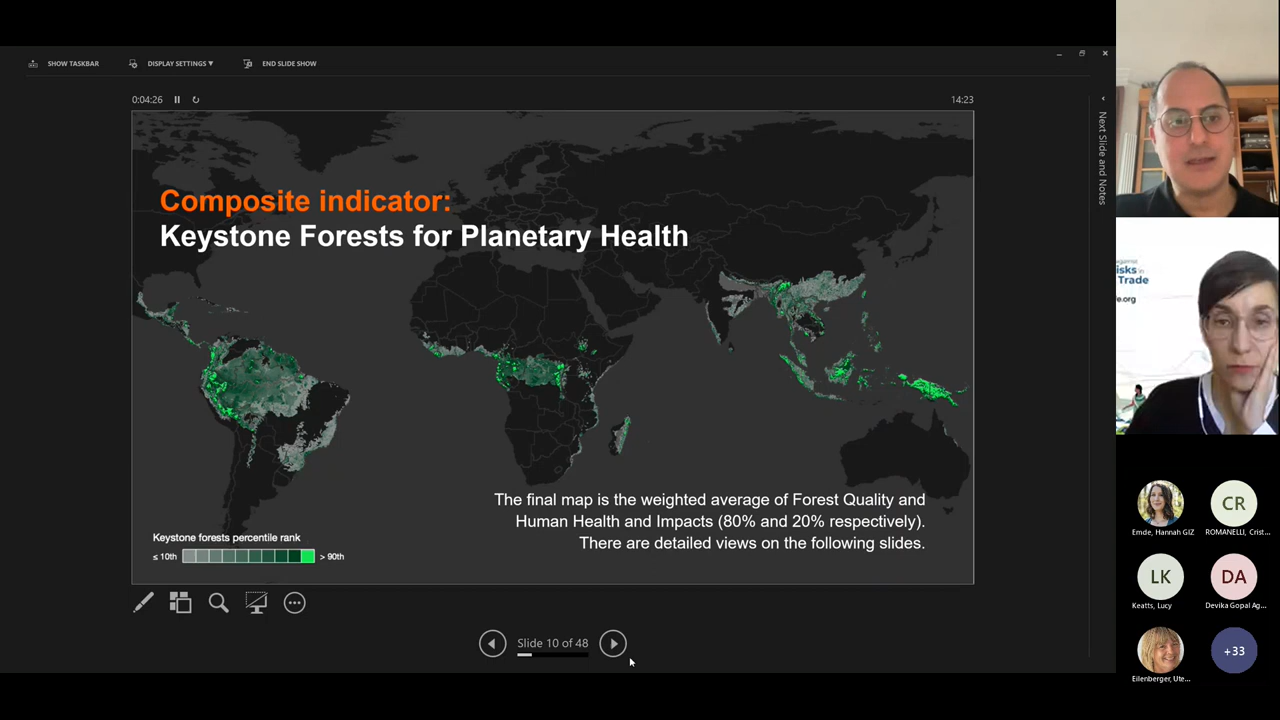 SHOW TASKBAR
DISPLAY SETTINGS ▾
END SLIDE SHOW
0:04:26
14:23
Next Slide and Notes
Composite indicator:
Keystone Forests for Planetary Health
The final map is the weighted average of Forest Quality and
Human Health and Impacts (80% and 20% respectively).
There are detailed views on the following slides.
Keystone forests percentile rank
≤ 10th
> 90th
Slide 10 of 48
against
isks in
Trade
e.org
Emde, Hannah GIZ
CR
ROMANELLI, Crist...
LK
Keatts, Lucy
DA
Devika Gopal Ag...
Eilenberger, Ute...
+33